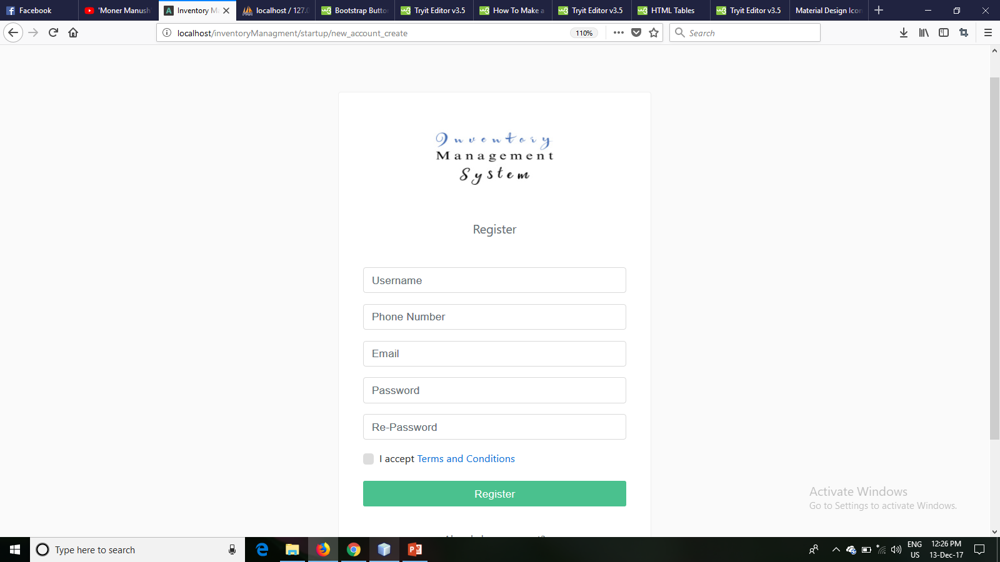 Facebook
'Moner Manush'
Inventory Ma
localhost / 127.0
Bootstrap Button
Tryit Editor v3.5
How To Make a
Tryit Editor v3.5
HTML Tables
Tryit Editor v3.5
Material Design Icon
localhost/inventoryManagment/startup/new_account_create
110%
Search
Inventory
Management
System
Register
Username
Phone Number
Email
Password
Re-Password
I accept Terms and Conditions
Register
Activate Windows
Go to Settings to activate Windows.
Type here to search
ENG
US
12:26 PM
13-Dec-17